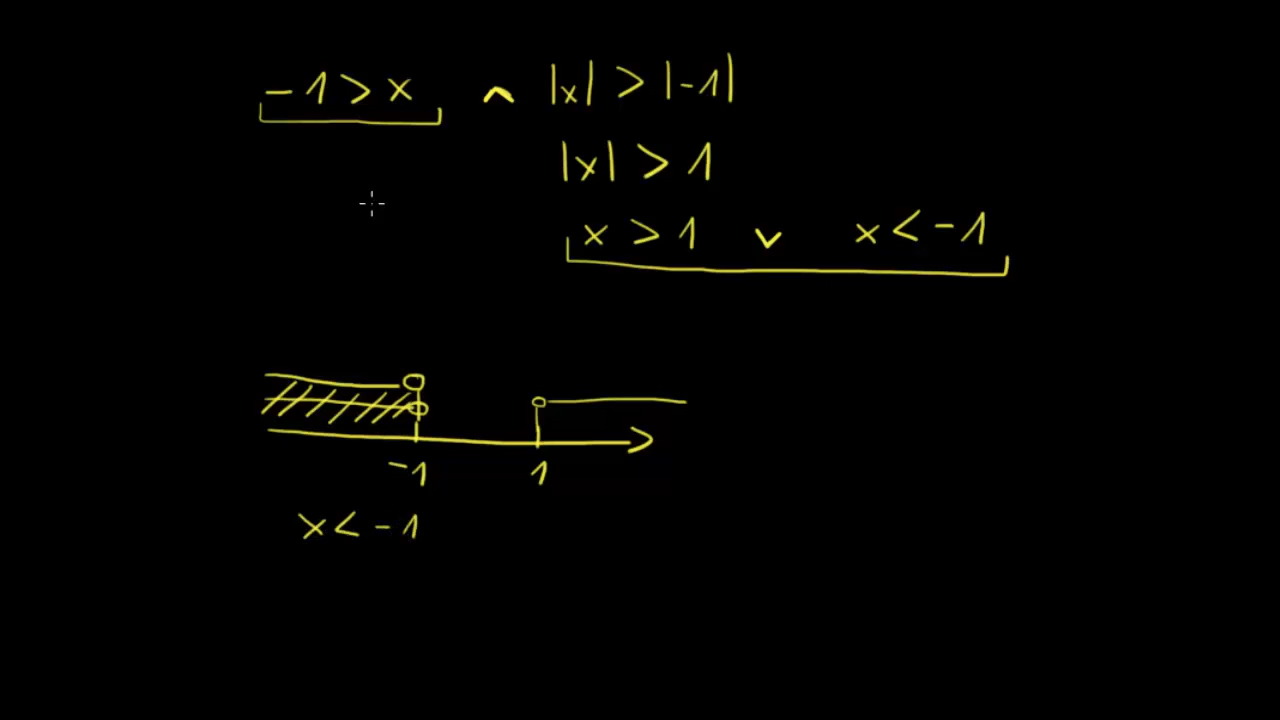 -1 > x ∧ |x| > |-1|
|x| > 1
x > 1 ∨ x < -1
-1 1
x < -1